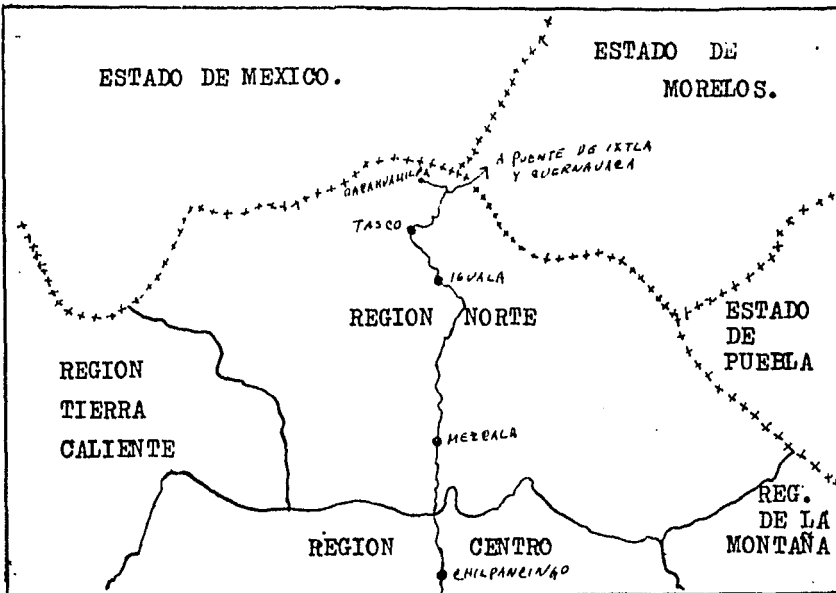 ESTADO DE MEXICO.
ESTADO DE
MORELOS.
A PUENTE DE IXTLA
Y QUERNAVACA
TASCO
IGUALA
REGION NORTE
ESTADO
DE
PUEBLA
REGION
TIERRA
CALIENTE
MEZCALA
REG.
DE LA
MONTAÑA
REGION CENTRO
CHILPANCINGO